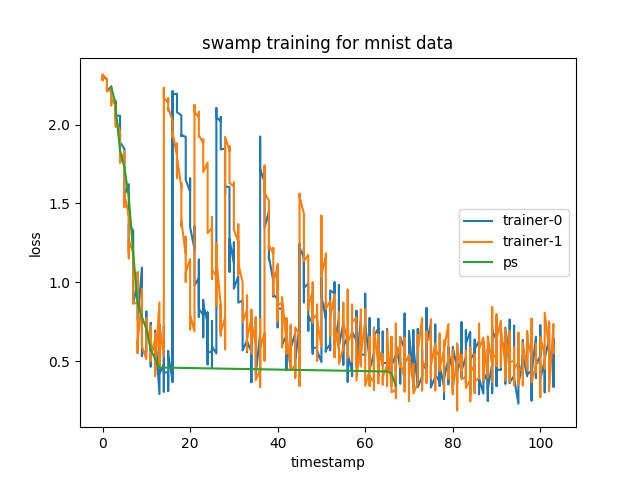 swamp training for mnist data
loss
2.0
1.5
1.0
0.5
trainer-0
trainer-1
ps
0 20 40 60 80 100
timestamp